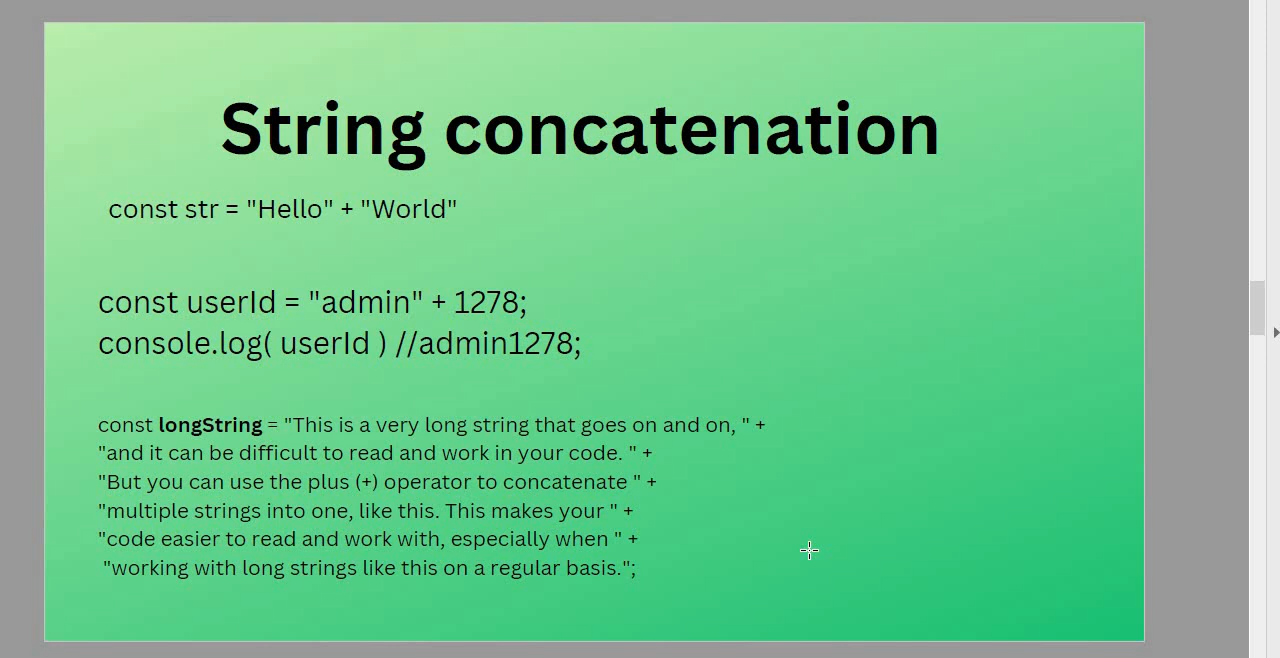 String concatenation
const str = "Hello" + "World"
const userId = "admin" + 1278;
console.log( userId ) //admin1278;
const longString = "This is a very long string that goes on and on, " +
"and it can be difficult to read and work in your code. " +
"But you can use the plus (+) operator to concatenate " +
"multiple strings into one, like this. This makes your " +
"code easier to read and work with, especially when " +
"working with long strings like this on a regular basis.";